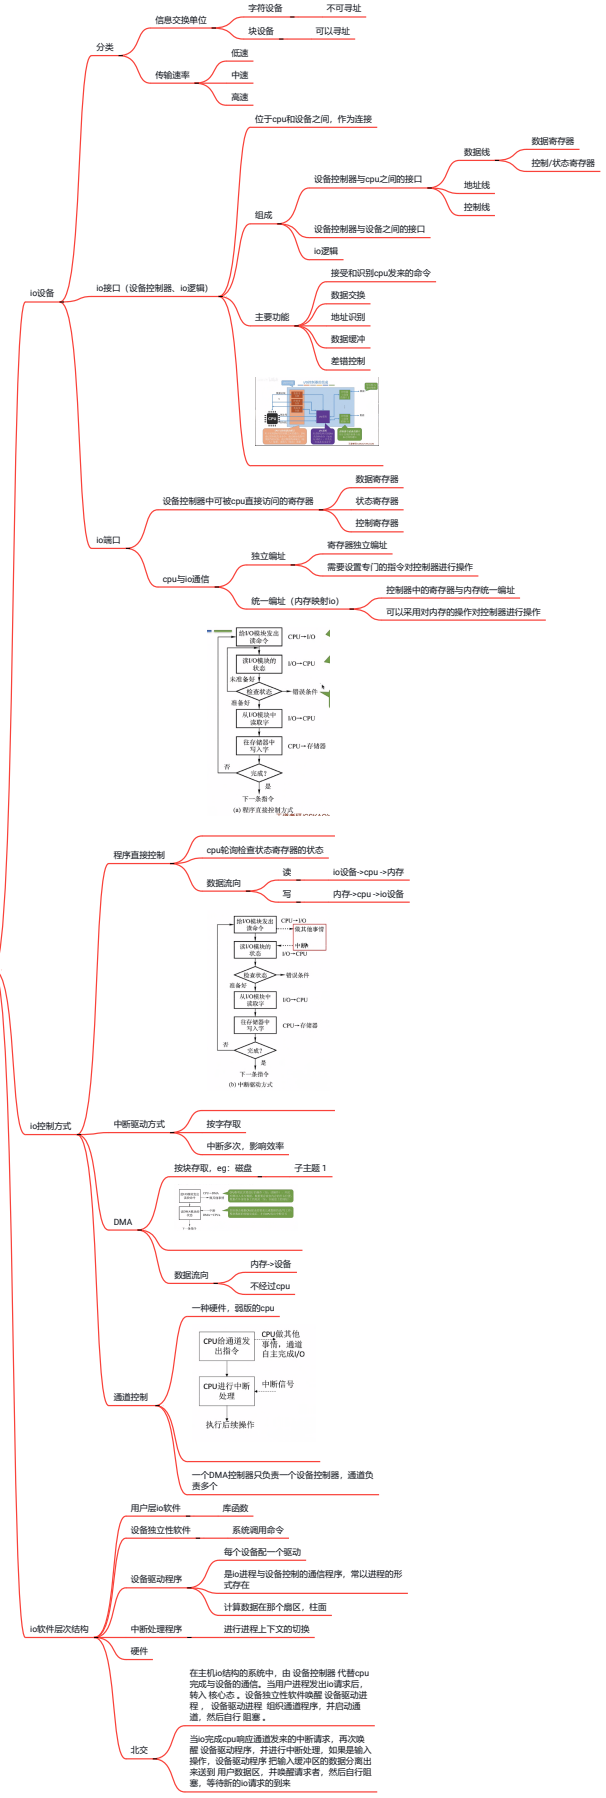 字符设备
不可寻址
信息交换单位
块设备
可以寻址
分类
低速
传输速率
中速
高速
位于cpu和设备之间，作为连接
数据寄存器
数据线
控制/状态寄存器
设备控制器与cpu之间的接口
地址线
控制线
组成
设备控制器与设备之间的接口
io逻辑
io设备
io接口（设备控制器、io逻辑）
接受和识别cpu发来的命令
数据交换
主要功能
地址识别
数据缓冲
差错控制
CPU
数据寄存器
设备控制器中可被cpu直接访问的寄存器
状态寄存器
控制寄存器
io端口
寄存器独立编址
独立编址
需要设置专门的指令对控制器进行操作
cpu与io通信
控制器中的寄存器与内存统一编址
统一编址（内存映射io）
可以采用对内存的操作对控制器进行操作
给I/O模块发出
读命令
CPU→I/O
读I/O模块的
状态
I/O→CPU
未准备好
检查状态
错误条件
准备好
从I/O模块中
读取字
I/O→CPU
往存储器中
写入字
CPU→存储器
否
完成?
是
下一条指令
(a) 程序直接控制方式
程序直接控制
cpu轮询检查状态寄存器的状态
读
io设备->cpu ->内存
数据流向
写
内存->cpu ->io设备
给I/O模块发出
读命令
CPU→I/O
做其他事情
中断
读I/O模块的
状态
I/O→CPU
检查状态
错误条件
准备好
从I/O模块中
读取字
I/O→CPU
往存储器中
写入字
CPU→存储器
否
完成?
是
下一条指令
(b) 中断驱动方式
io控制方式
中断驱动方式
按字存取
中断多次，影响效率
按块存取，eg：磁盘
子主题 1
DMA
内存->设备
数据流向
不经过cpu
一种硬件，弱版的cpu
CPU给通道发
出指令
CPU做其他
事情，通道
自主完成I/O
CPU进行中断
处理
中断信号
执行后续操作
通道控制
一个DMA控制器只负责一个设备控制器，通道负
责多个
用户层io软件
库函数
设备独立性软件
系统调用命令
每个设备配一个驱动
设备驱动程序
是io进程与设备控制的通信程序，常以进程的形
式存在
计算数据在那个扇区，柱面
io软件层次结构
中断处理程序
进行进程上下文的切换
硬件
在主机io结构的系统中，由 设备控制器 代替cpu
完成与设备的通信。当用户进程发出io请求后，
转入 核心态 。设备独立性软件唤醒 设备驱动进
程 ， 设备驱动进程 组织通道程序，并启动通
道，然后自行 阻塞 。
北交
当io完成cpu响应通道发来的中断请求，再次唤
醒 设备驱动程序，并进行中断处理，如果是输入
操作，设备驱动程序 把输入缓冲区的数据分离出
来送到 用户数据区，并唤醒请求者，然后自行阻
塞，等待新的io请求的到来